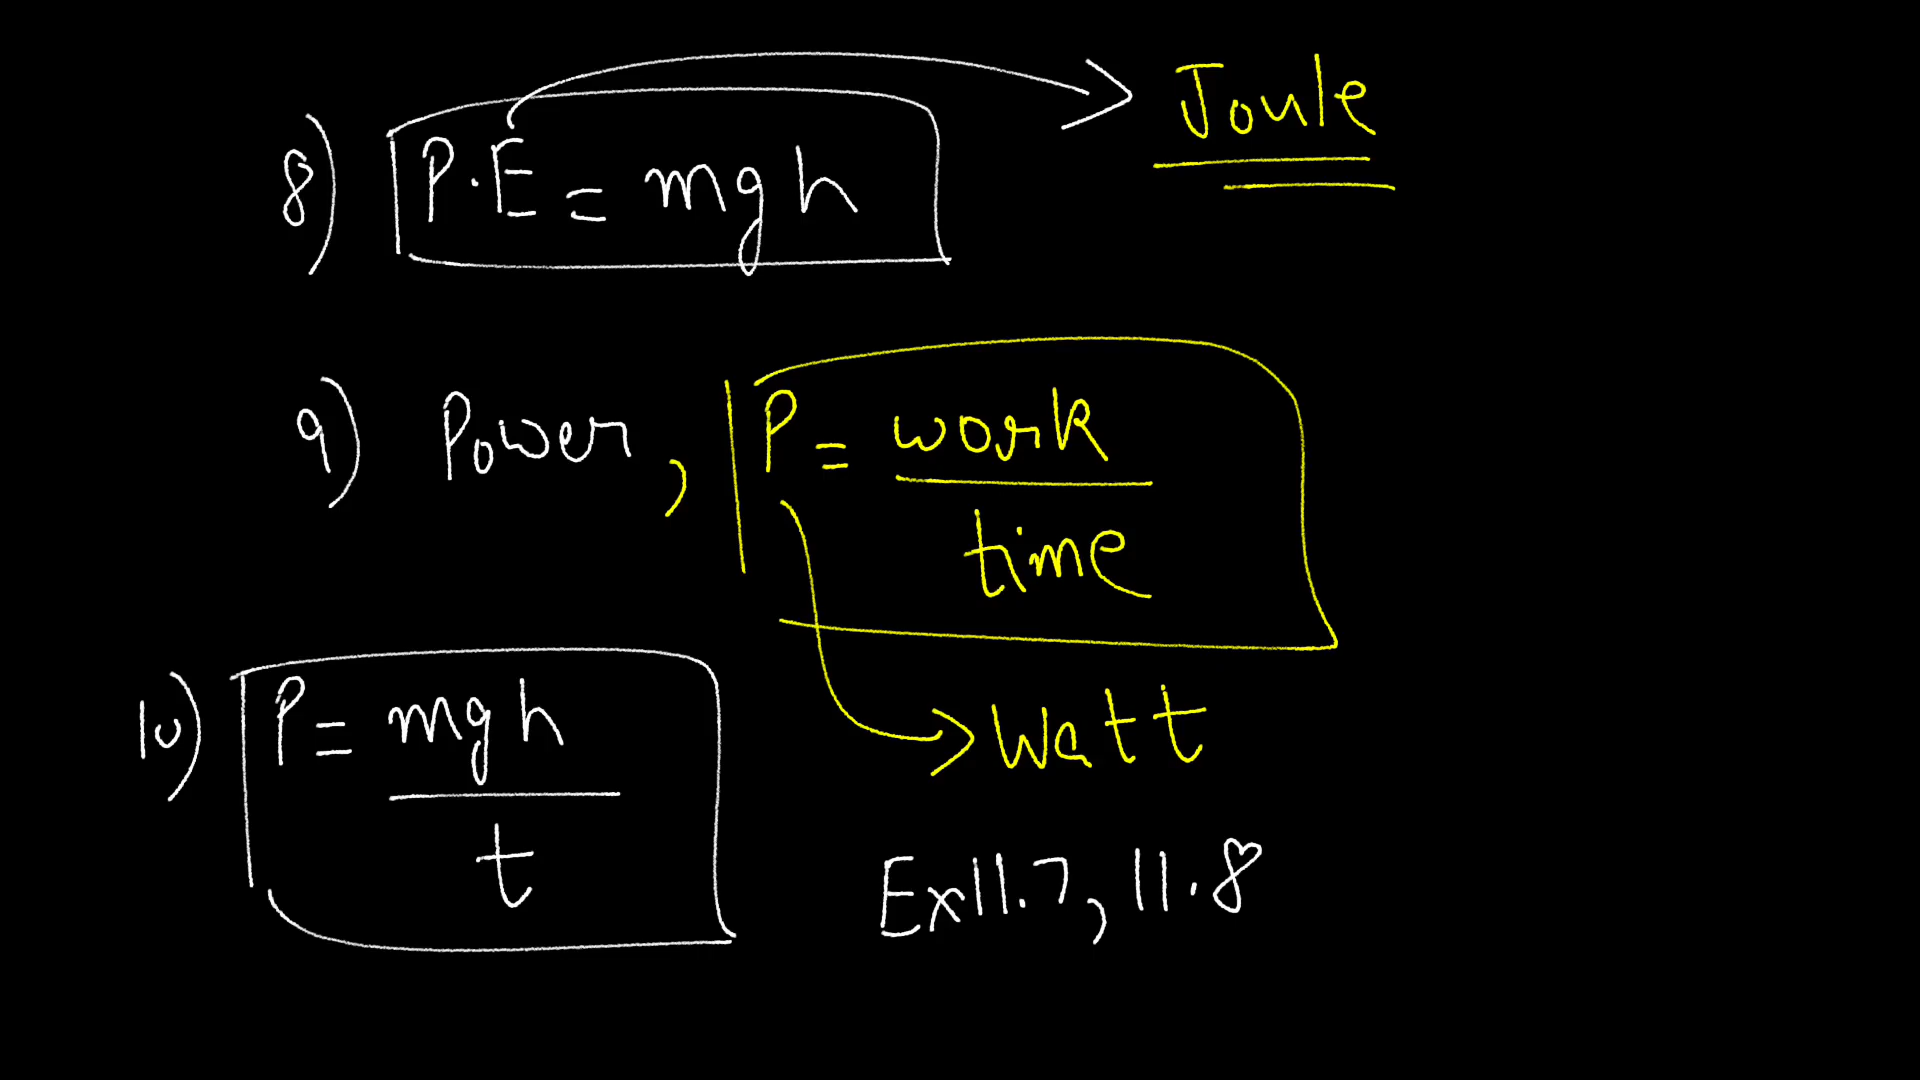 8) P.E = mgh → Joule
9) Power, P = work / time
→ Watt
10) P = mgh / t
Ex11.7, 11.8